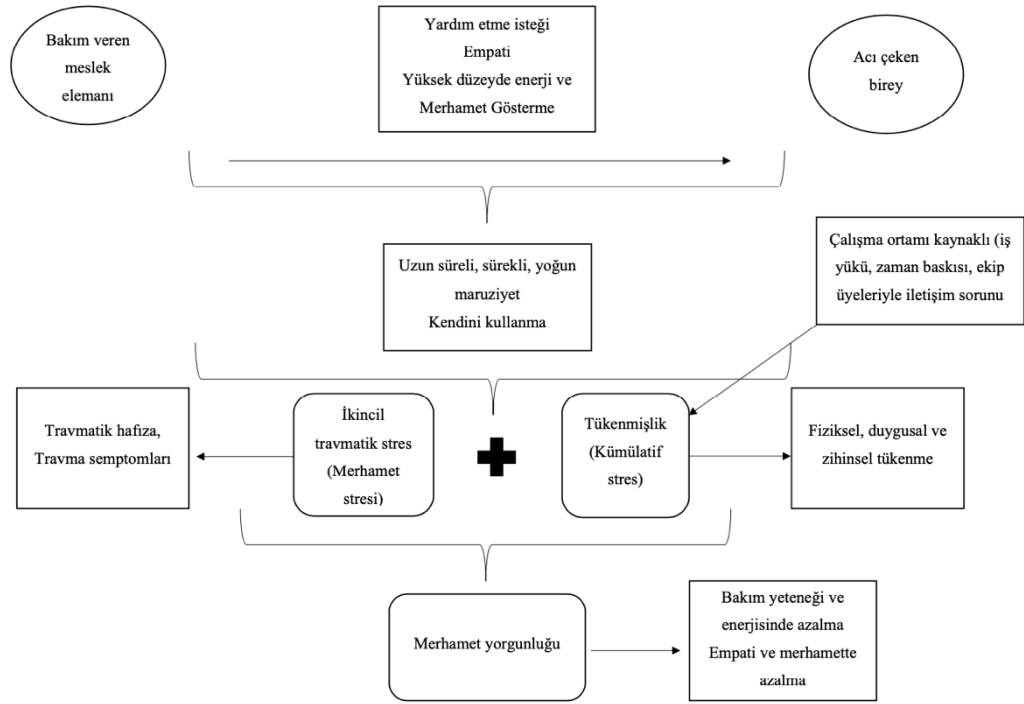 Bakım veren
meslek
elemanı
Yardım etme isteği
Empati
Yüksek düzeyde enerji ve
Merhamet Gösterme
Acı çeken
birey
Uzun süreli, sürekli, yoğun
maruziyet
Kendini kullanma
Çalışma ortamı kaynaklı (iş
yükü, zaman baskısı, ekip
üyeleriyle iletişim sorunu
Travmatik hafıza,
Travma semptomları
İkincil
travmatik stres
(Merhamet
stresi)
Tükenmişlik
(Kümülatif
stres)
Fiziksel, duygusal ve
zihinsel tükenme
Merhamet yorgunluğu
Bakım yeteneği ve
enerjisinde azalma
Empati ve merhamette
azalma